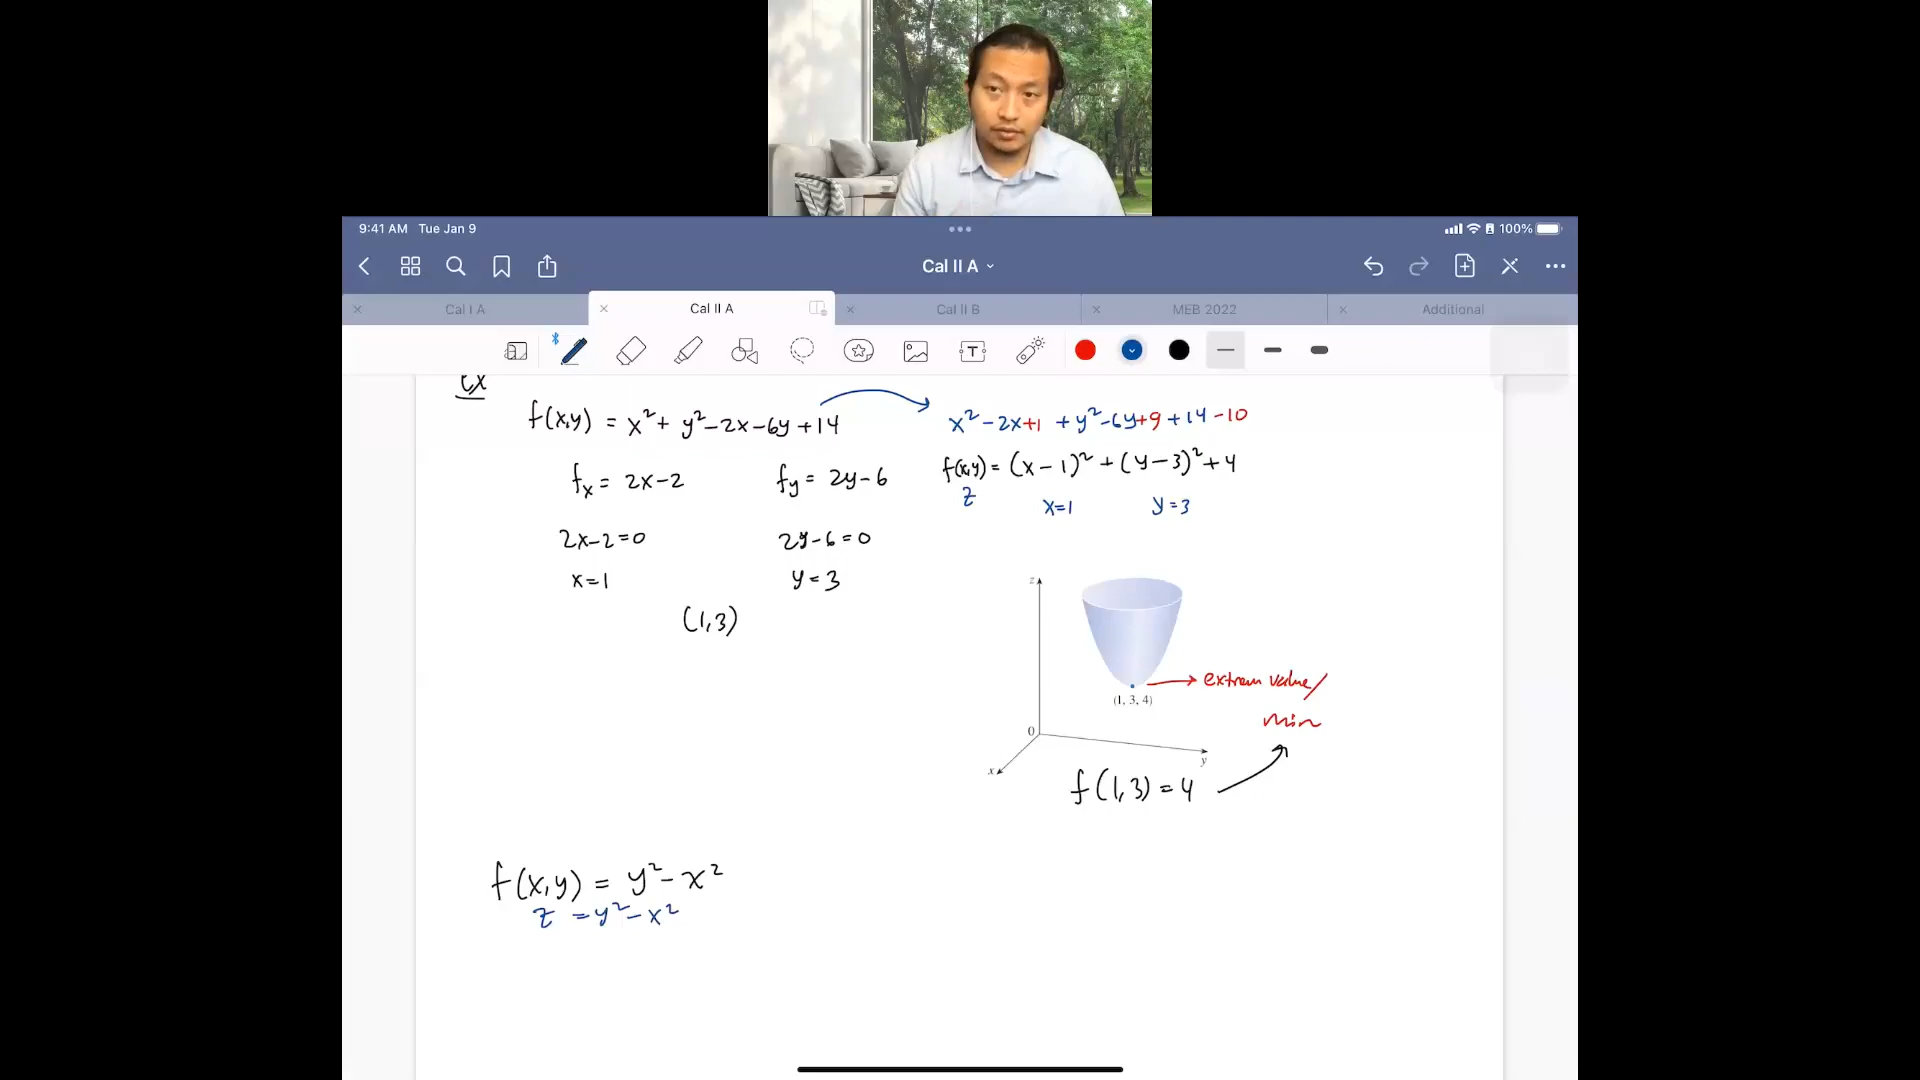 9:41 AM Tue Jan 9
100%
Cal II A
Cal I A
Cal II A
Cal II B
MEB 2022
Additional
Ex
f(x,y) = x² + y² - 2x - 6y + 14
x² - 2x + 1 + y² - 6y + 9 + 14 - 10
f(x,y) = (x - 1)² + (y - 3)² + 4
z x=1 y=3
fx = 2x - 2 fy = 2y - 6
2x - 2 = 0 2y - 6 = 0
x = 1 y = 3
(1,3)
z
(1, 3, 4)
extrem value/
min
0
x
y
f(1,3) = 4
f(x,y) = y² - x²
z = y² - x²